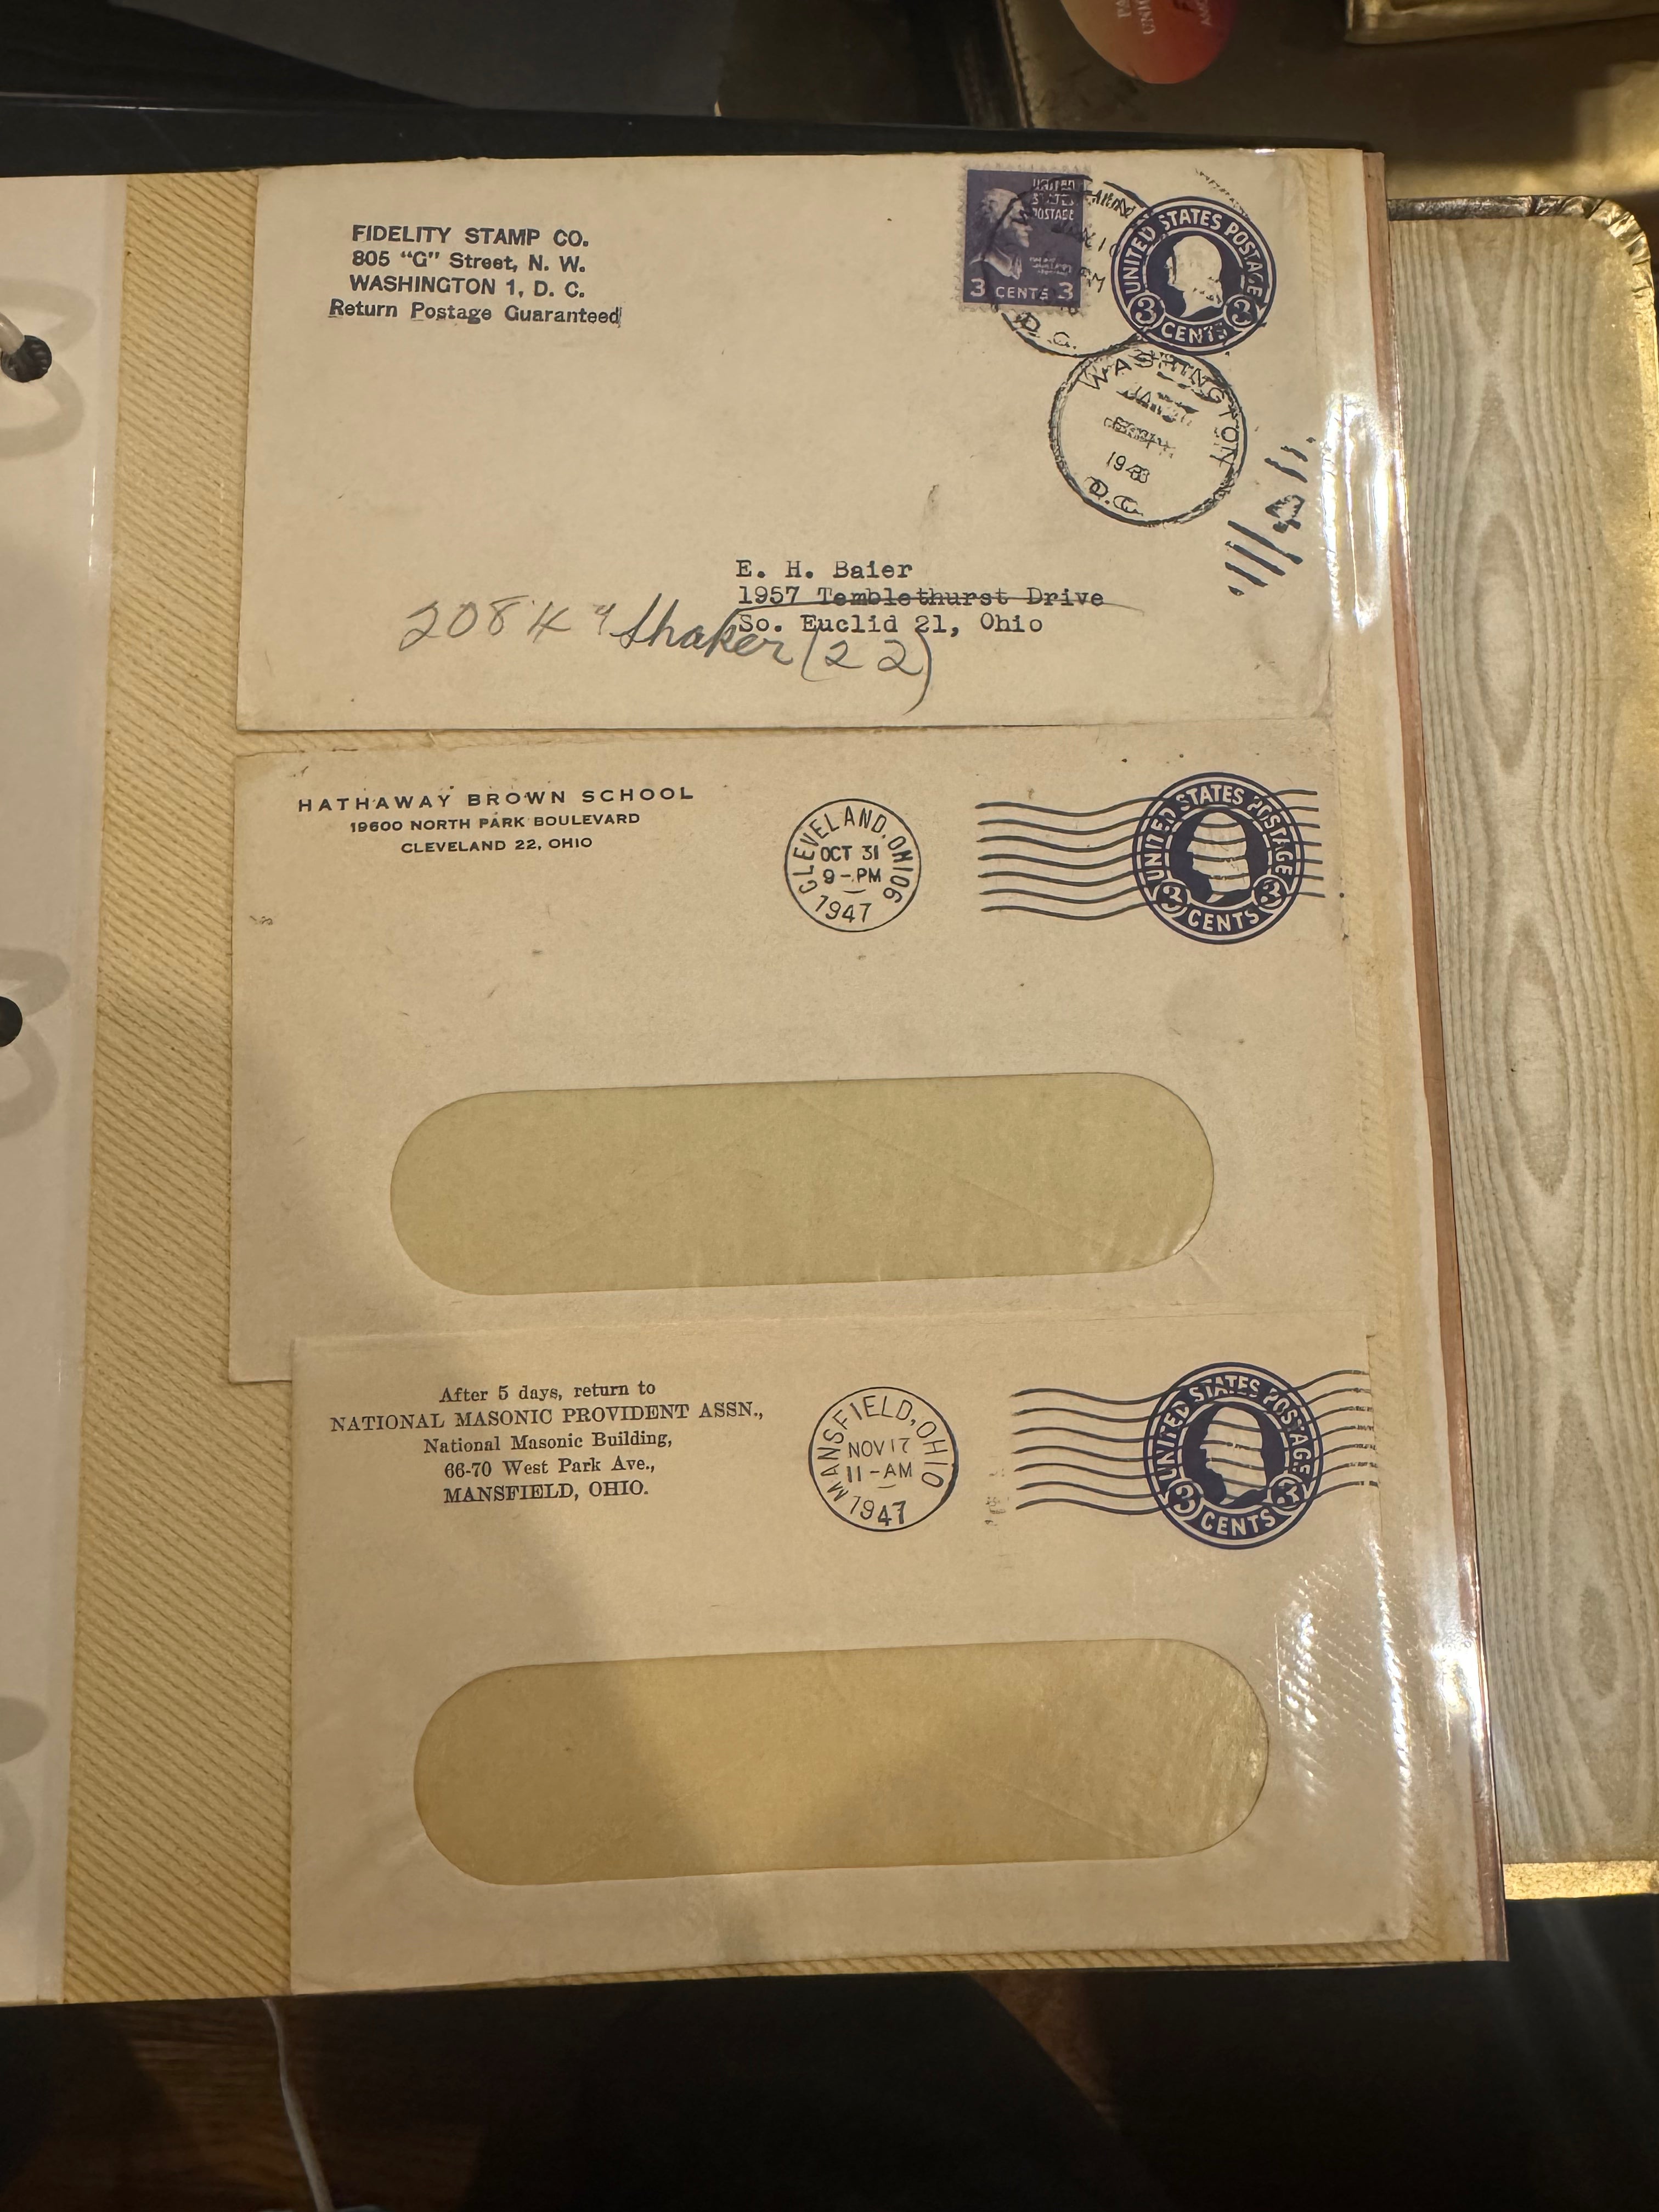 FIDELITY STAMP CO.
805 "G" Street, N. W.
WASHINGTON 1, D. C.
Return Postage Guaranteed
UNITED
STATES
POSTAGE
3 CENTS 3
D. C.
UNITED STATES POSTAGE
3 CENTS 3
WASHINGTON
1948
D.C.
E. H. Baier
1957 Temblethurst Drive
So. Euclid 21, Ohio
Shaker (22)
HATHAWAY BROWN SCHOOL
19600 NORTH PARK BOULEVARD
CLEVELAND 22, OHIO
CLEVELAND, OHIO
OCT 31
9-PM
1947
UNITED STATES POSTAGE
3 CENTS 3
After 5 days, return to
NATIONAL MASONIC PROVIDENT ASSN.,
National Masonic Building,
66-70 West Park Ave.,
MANSFIELD, OHIO.
MANSFIELD, OHIO
NOV 17
11-AM
1947
UNITED STATES POSTAGE
3 CENTS 3